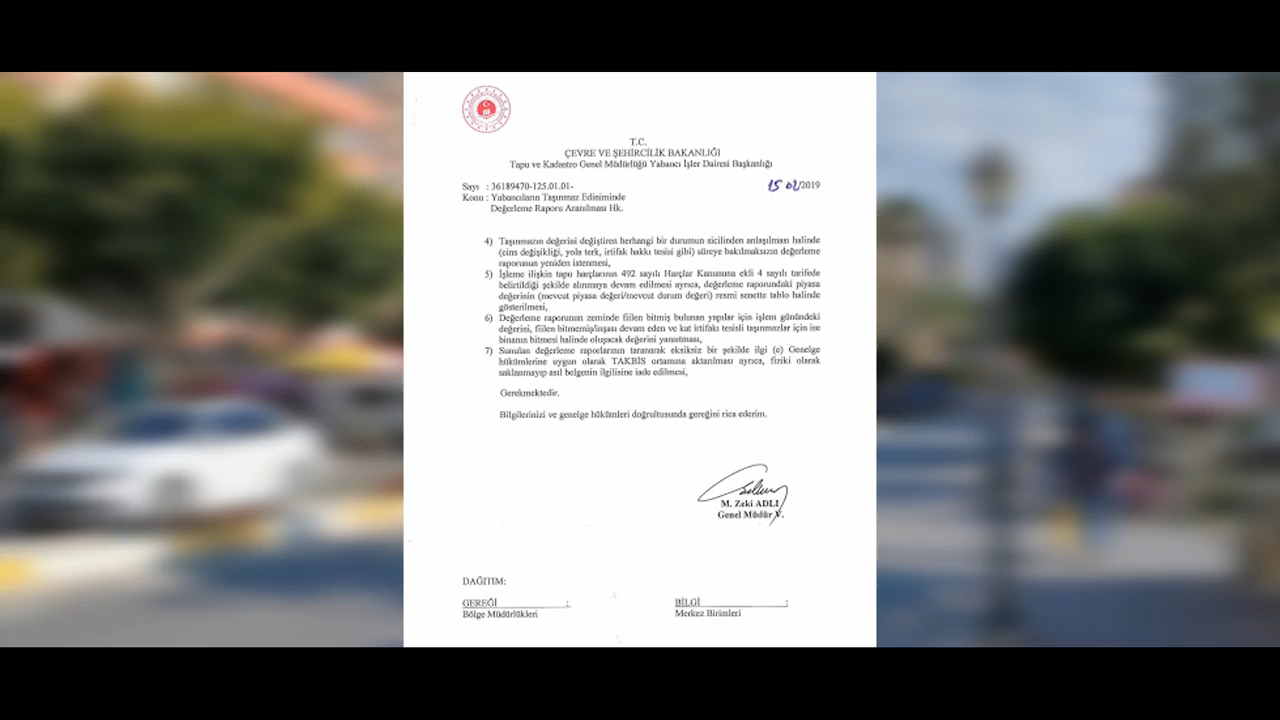 T.C.
ÇEVRE VE ŞEHİRCİLİK BAKANLIĞI
Tapu ve Kadastro Genel Müdürlüğü Yabancı İşler Dairesi Başkanlığı
Sayı : 36189470-125.01.01-
15 02/2019
Konu : Yabancıların Taşınmaz Ediniminde
Değerleme Raporu Aranılması Hk.
4) Taşınmazın değerini değiştiren herhangi bir durumun sicilinden anlaşılması halinde
(cins değişikliği, yola terk, irtifak hakkı tesisi gibi) süreye bakılmaksızın değerleme
raporunun yeniden istenmesi,
5) İşleme ilişkin tapu harçlarının 492 sayılı Harçlar Kanununa ekli 4 sayılı tarifede
belirtildiği şekilde alınmaya devam edilmesi ayrıca, değerleme raporundaki piyasa
değerinin (mevcut piyasa değeri/mevcut durum değeri) resmi senette tablo halinde
gösterilmesi,
6) Değerleme raporunun zeminde fiilen bitmiş bulunan yapılar için işlem günündeki
değerini, fiilen bitmemiş/inşası devam eden ve kat irtifakı tesisli taşınmazlar için ise
binanın bitmesi halinde oluşacak değerini yansıtması,
7) Sunulan değerleme raporlarının taranarak eksiksiz bir şekilde ilgi (e) Genelge
hükümlerine uygun olarak TAKBİS ortamına aktarılması ayrıca, fiziki olarak
saklanmayıp asıl belgenin ilgilisine iade edilmesi,
Gerekmektedir.
Bilgilerinizi ve genelge hükümleri doğrultusunda gereğini rica ederim.
M. Zeki ADLI
Genel Müdür V.
DAĞITIM:
GEREĞİ :
BİLGİ :
Bölge Müdürlükleri
Merkez Birimleri